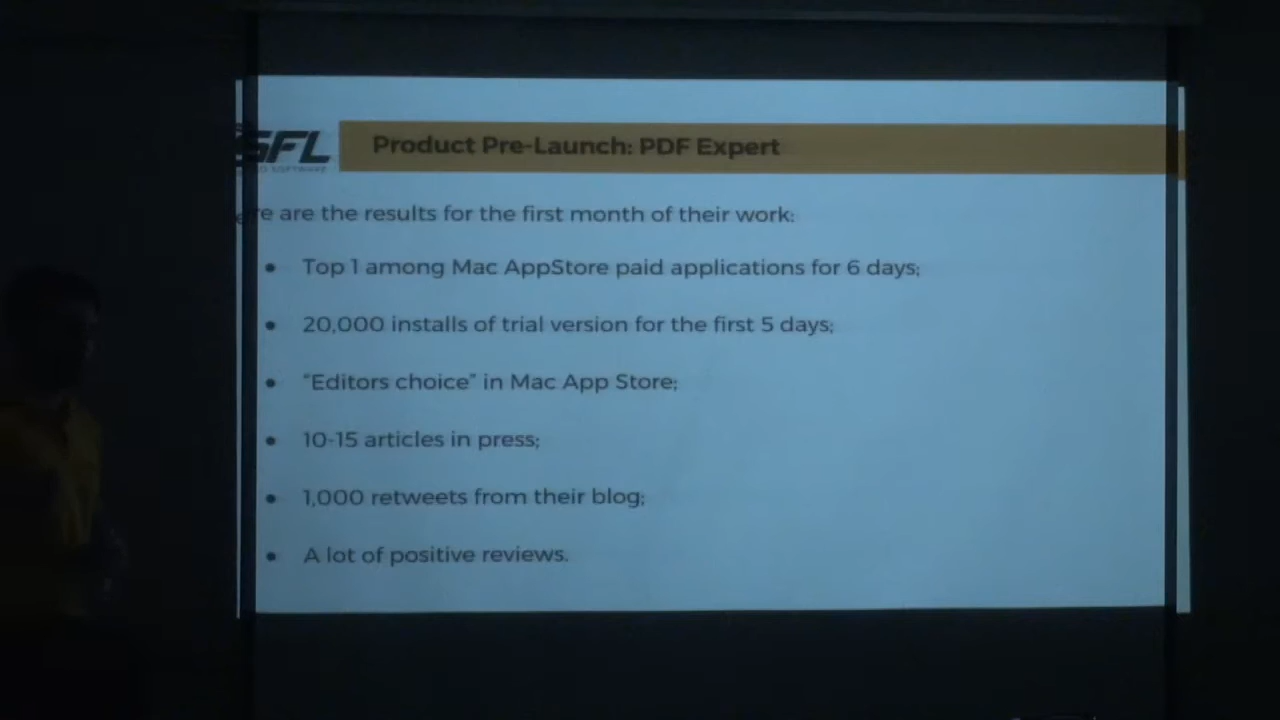 SFL
Product Pre-Launch: PDF Expert
ere are the results for the first month of their work:
• Top 1 among Mac AppStore paid applications for 6 days;
• 20,000 installs of trial version for the first 5 days;
• “Editors choice” in Mac App Store;
• 10-15 articles in press;
• 1,000 retweets from their blog;
• A lot of positive reviews.